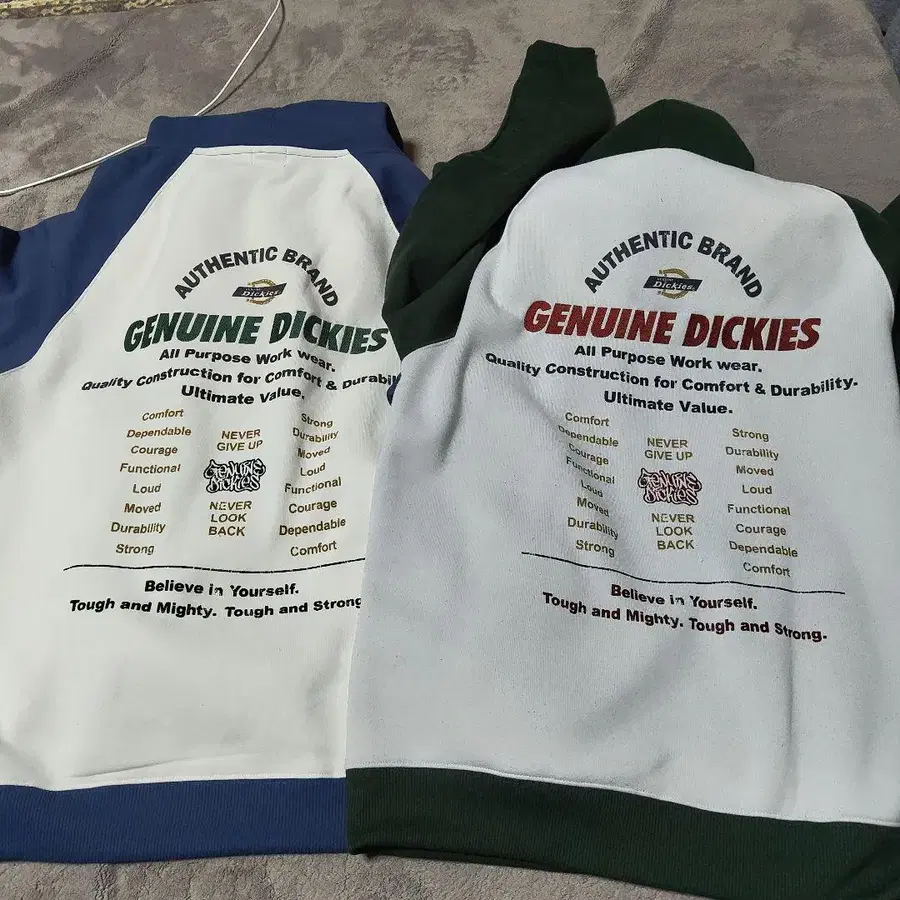 AUTHENTIC BRAND
Dickies
GENUINE DICKIES
All Purpose Work wear.
Quality Construction for Comfort &
Ultimate Value.
Comfort
Dependable
Courage
Functional
Loud
Moved
Durability
Strong
NEVER
GIVE UP
GENUINE
DICKIES
NEVER
LOOK
BACK
Strong
Durability
Moved
Loud
Functional
Courage
Dependable
Comfort
Believe in Yourself.
Tough and Mighty. Tough and Strong
AUTHENTIC BRAND
Dickies
GENUINE DICKIES
All Purpose Work wear.
Quality Construction for Comfort & Durability.
Ultimate Value.
Comfort
Dependable
Courage
Functional
Loud
Moved
Durability
Strong
NEVER
GIVE UP
GENUINE
DICKIES
NEVER
LOOK
BACK
Strong
Durability
Moved
Loud
Functional
Courage
Dependable
Comfort
Believe in Yourself.
Tough and Mighty. Tough and Strong.